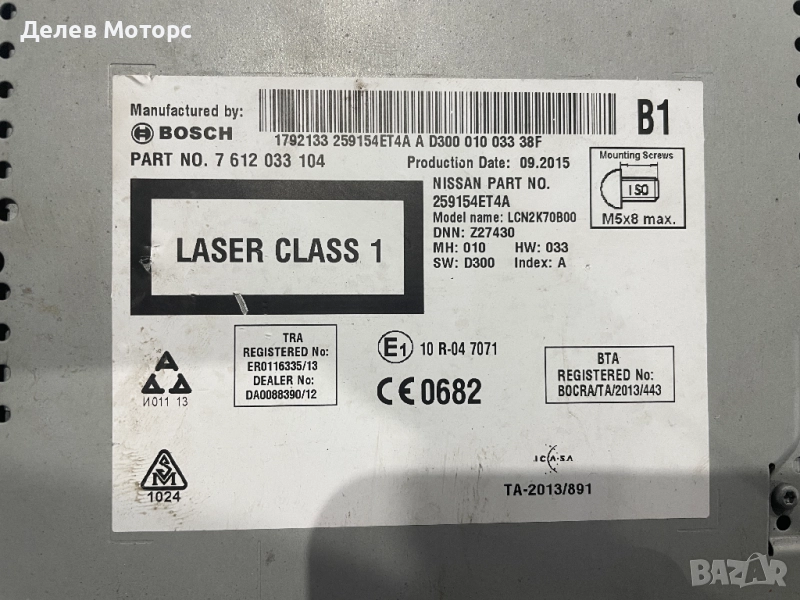 Делев Моторс
Manufactured by:
BOSCH
1792133 259154ET4A A D300 010 033 38F
B1
PART NO. 7 612 033 104
Production Date: 09.2015
Mounting Screws
ISO
M5x8 max.
NISSAN PART NO.
259154ET4A
Model name: LCN2K70B00
DNN: Z27430
MH: 010 HW: 033
SW: D300 Index: A
LASER CLASS 1
TRA
REGISTERED No:
ER0116335/13
DEALER No:
DA0088390/12
E1 10 R-04 7071
CE 0682
BTA
REGISTERED No:
BOCRA/TA/2013/443
И011 13
SM
1024
ICASA
TA-2013/891
BAZAR